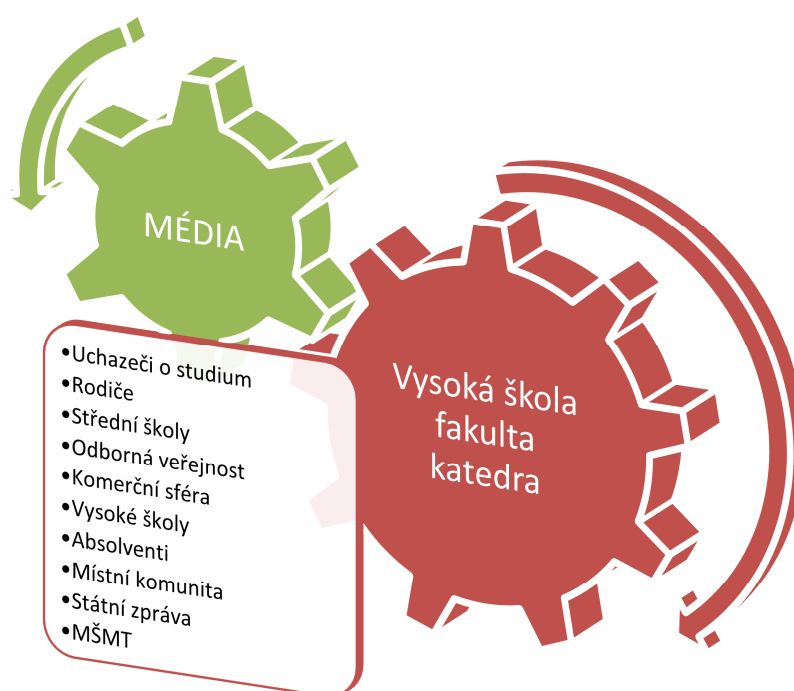 MÉDIA
Vysoká škola
fakulta
katedra
•Uchazeči o studium
•Rodiče
•Střední školy
•Odborná veřejnost
•Komerční sféra
•Vysoké školy
•Absolventi
•Místní komunita
•Státní zpráva
•MŠMT